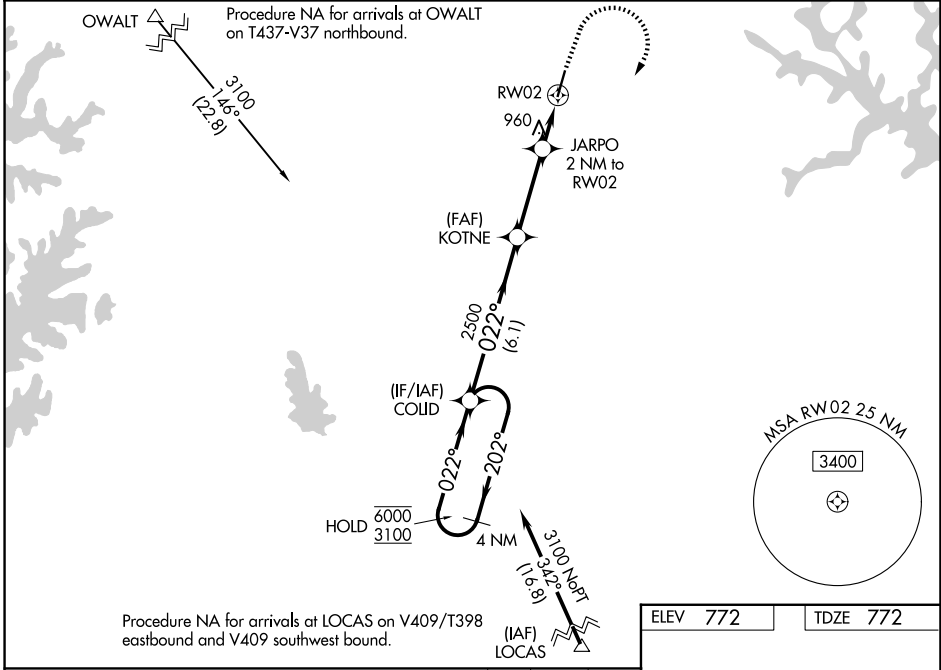 OWALT
Procedure NA for arrivals at OWALT
on T437-V37 northbound.
3100
146°
(22.8)
RW02
960
JARPO
2 NM to
RW02
(FAF)
KOTNE
2500
022°
(6.1)
(IF/IAF)
COLID
022°
202°
HOLD
6000
3100
4 NM
3100 NoPT
342°
(16.8)
(IAF)
LOCAS
MSA RW02 25 NM
3400
Procedure NA for arrivals at LOCAS on V409/T398
eastbound and V409 southwest bound.
ELEV 772
TDZE 772